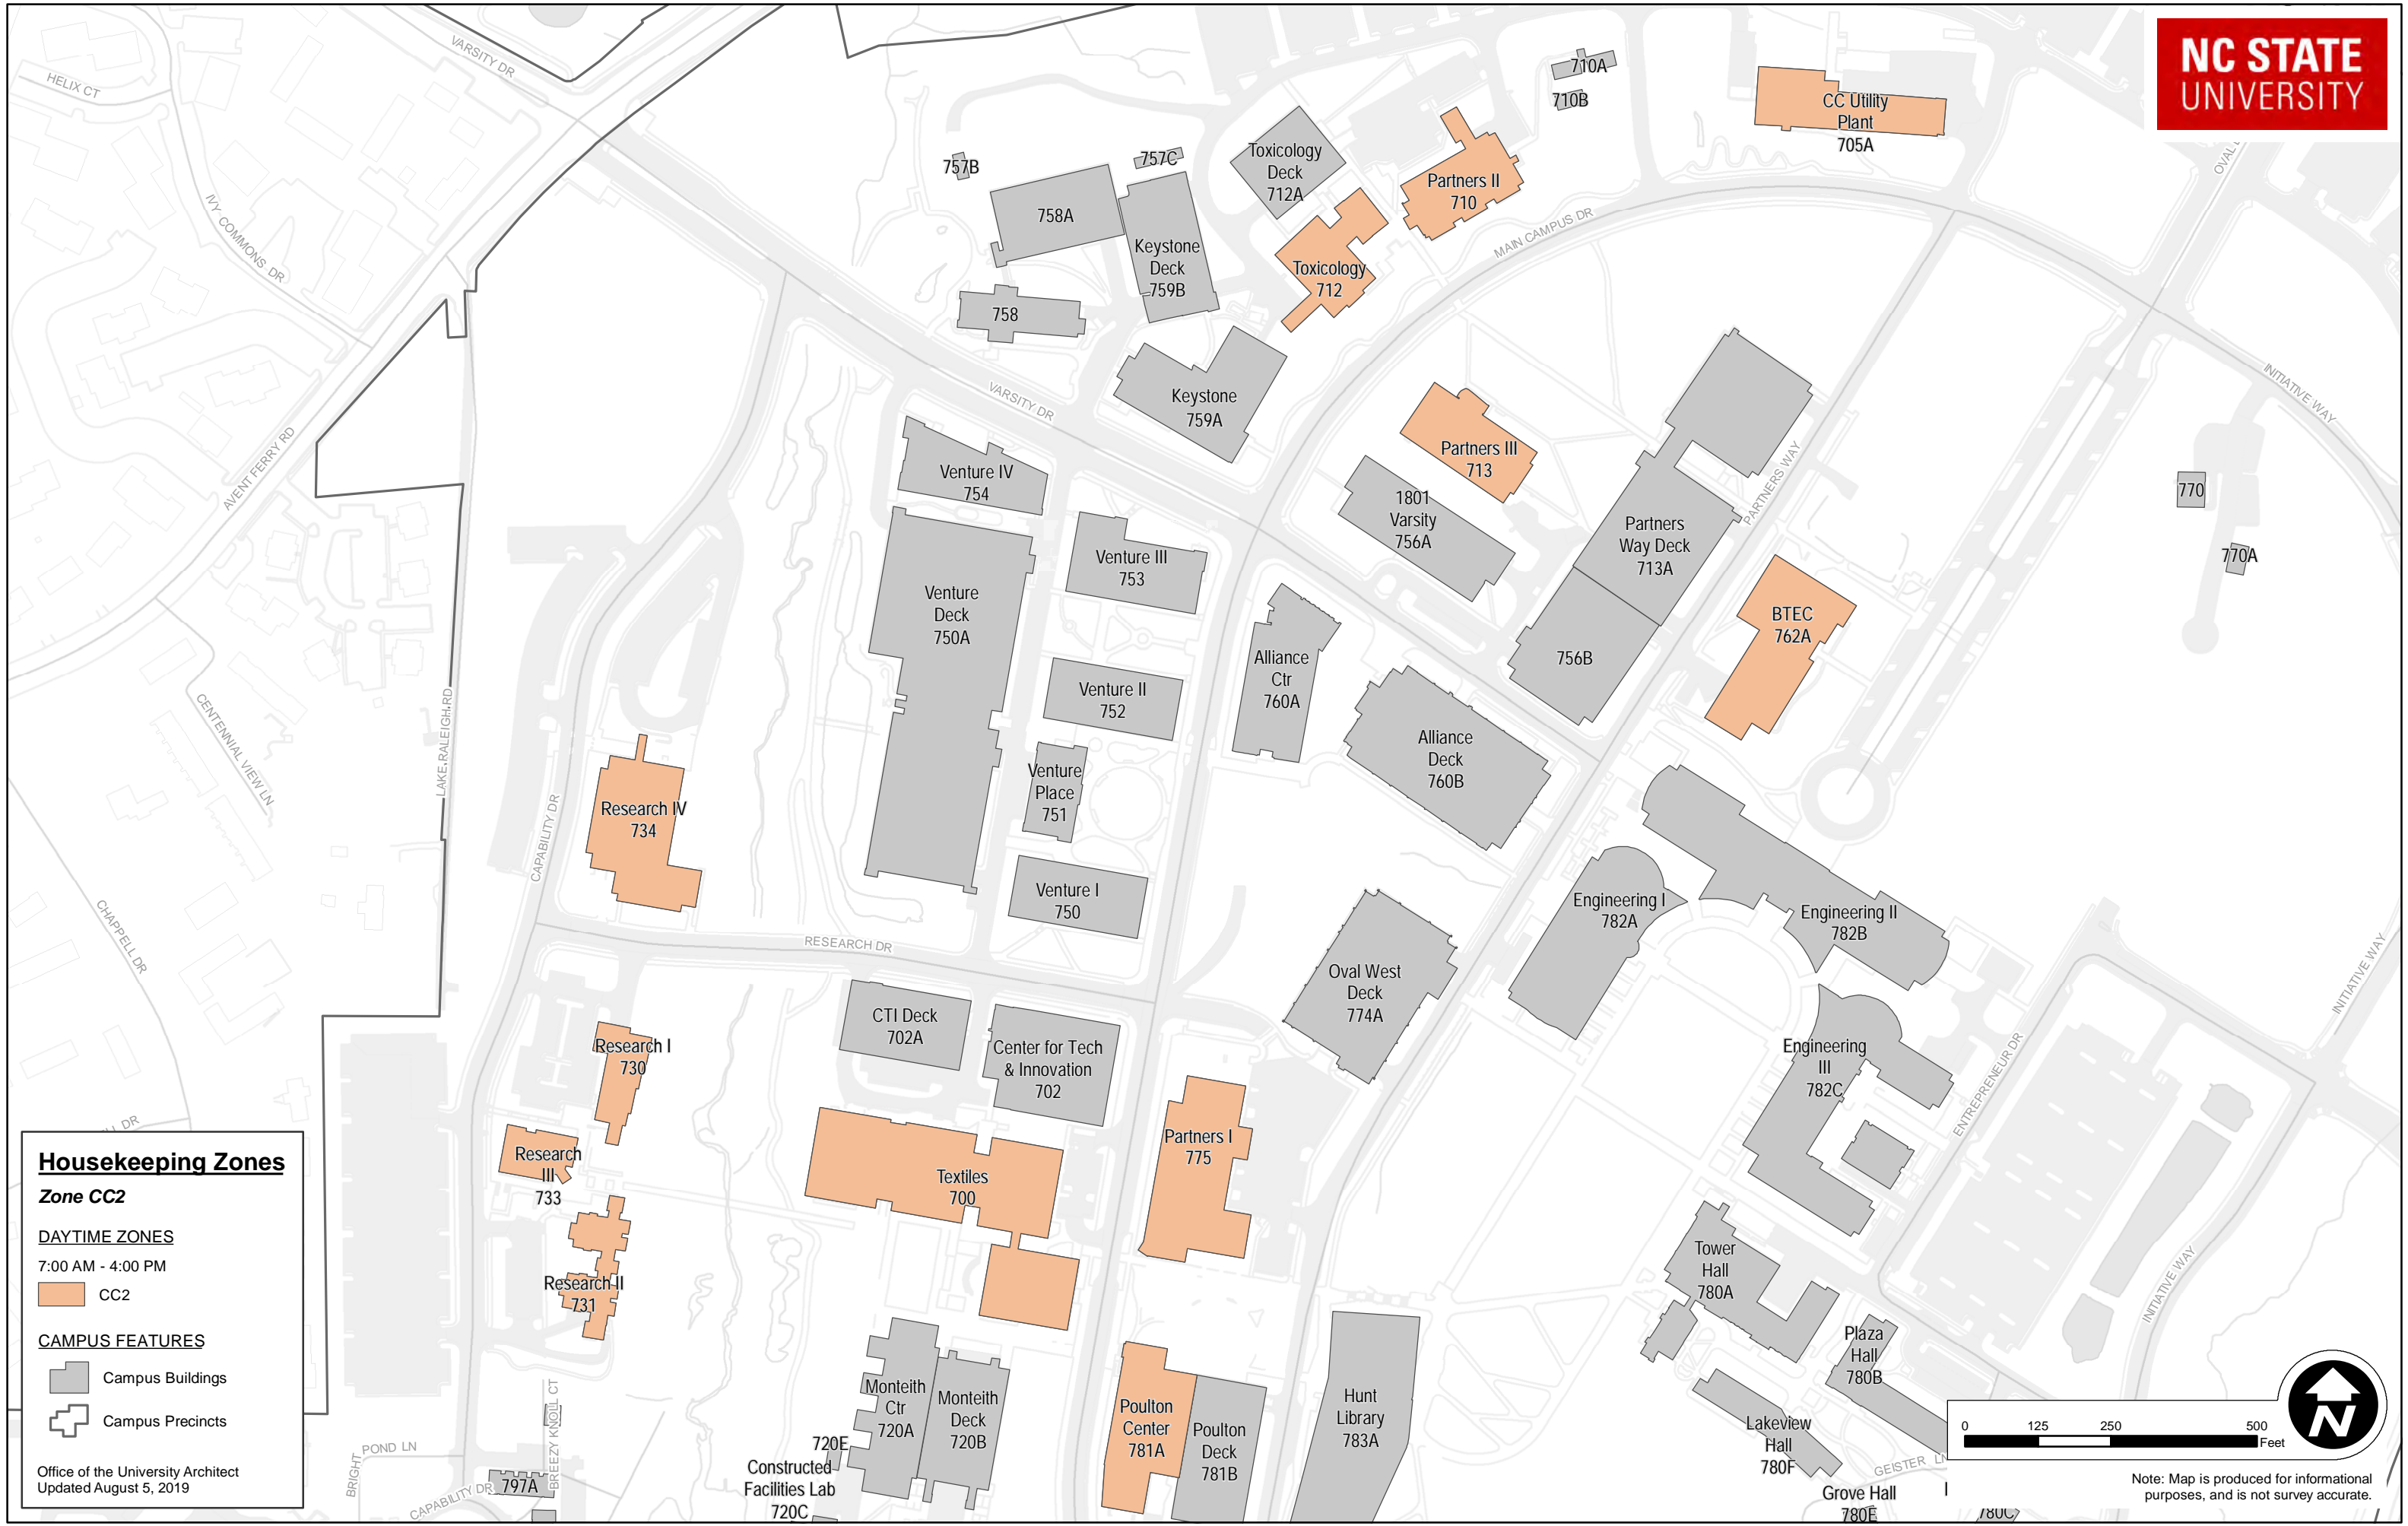 NC STATE
UNIVERSITY
HELIX CT
VARSITY DR
IVY COMMONS DR
AVENT FERRY RD
710A
710B
CC Utility
Plant
705A
757B
757C
758A
Toxicology
Deck
712A
Partners II
710
Keystone
Deck
759B
Toxicology
712
758
MAIN CAMPUS DR
INITIATIVE WAY
VARSITY DR
Keystone
759A
Partners III
713
Venture IV
754
1801
Varsity
756A
PARTNERS WAY
Partners
Way Deck
713A
770
770A
Venture III
753
Venture
Deck
750A
BTEC
762A
756B
Alliance
Ctr
760A
Venture II
752
Alliance
Deck
760B
CENTENNIAL VIEW LN
LAKE RALEIGH RD
CAPABILITY DR
Research IV
734
Venture
Place
751
Venture I
750
Engineering I
782A
Engineering II
782B
CHAPPELL DR
RESEARCH DR
INITIATIVE WAY
Oval West
Deck
774A
CTI Deck
702A
Center for Tech
& Innovation
702
Research I
730
Engineering
III
782C
ENTREPRENEUR DR
Partners I
775
Research
III
733
Textiles
700
Research II
731
Tower
Hall
780A
INITIATIVE WAY
Plaza
Hall
780B
Monteith
Ctr
720A
Monteith
Deck
720B
Poulton
Center
781A
Poulton
Deck
781B
Hunt
Library
783A
Lakeview
Hall
780F
GEISTER LN
Grove Hall
780E
780C
720E
Constructed
Facilities Lab
720C
BREEZY KNOLL CT
BRIGHT
POND LN
CAPABILITY DR
797A
Housekeeping Zones
Zone CC2
DAYTIME ZONES
7:00 AM - 4:00 PM
CC2
CAMPUS FEATURES
Campus Buildings
Campus Precincts
Office of the University Architect
Updated August 5, 2019
0 125 250 500
Feet
N
Note: Map is produced for informational
purposes, and is not survey accurate.